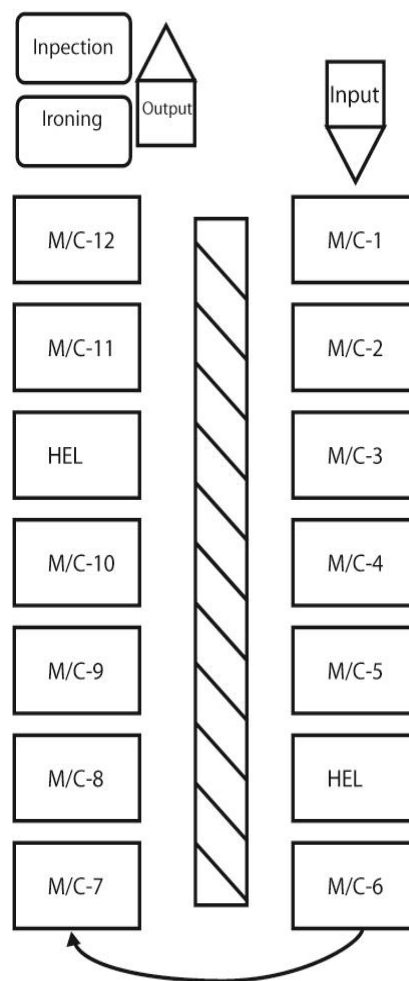 Inpection
Ironing
Output
Input
M/C-12
M/C-1
M/C-11
M/C-2
HEL
M/C-3
M/C-10
M/C-4
M/C-9
M/C-5
M/C-8
HEL
M/C-7
M/C-6